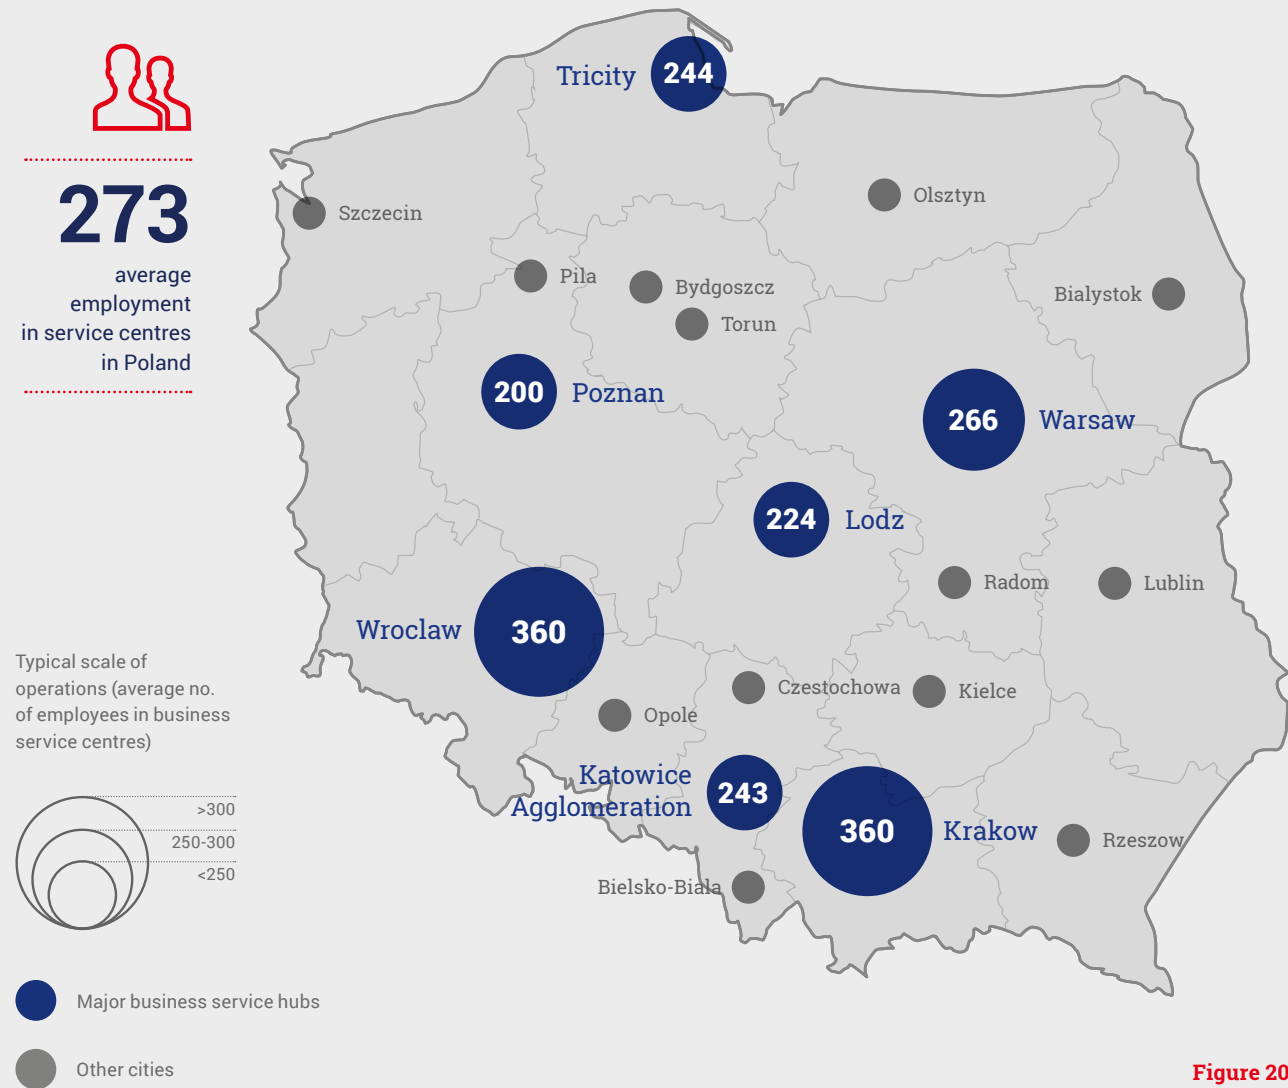 273
average
employment
in service centres
in Poland
Tricity
244
Szczecin
Olsztyn
Pila
Bydgoszcz
Torun
Bialystok
200
Poznan
266
Warsaw
224
Lodz
Radom
Lublin
Wroclaw
360
Czestochowa
Kielce
Opole
Katowice
Agglomeration
243
360
Krakow
Rzeszow
Bielsko-Biala
Typical scale of
operations (average no.
of employees in business
service centres)
>300
250-300
<250
Major business service hubs
Other cities
Figure 20